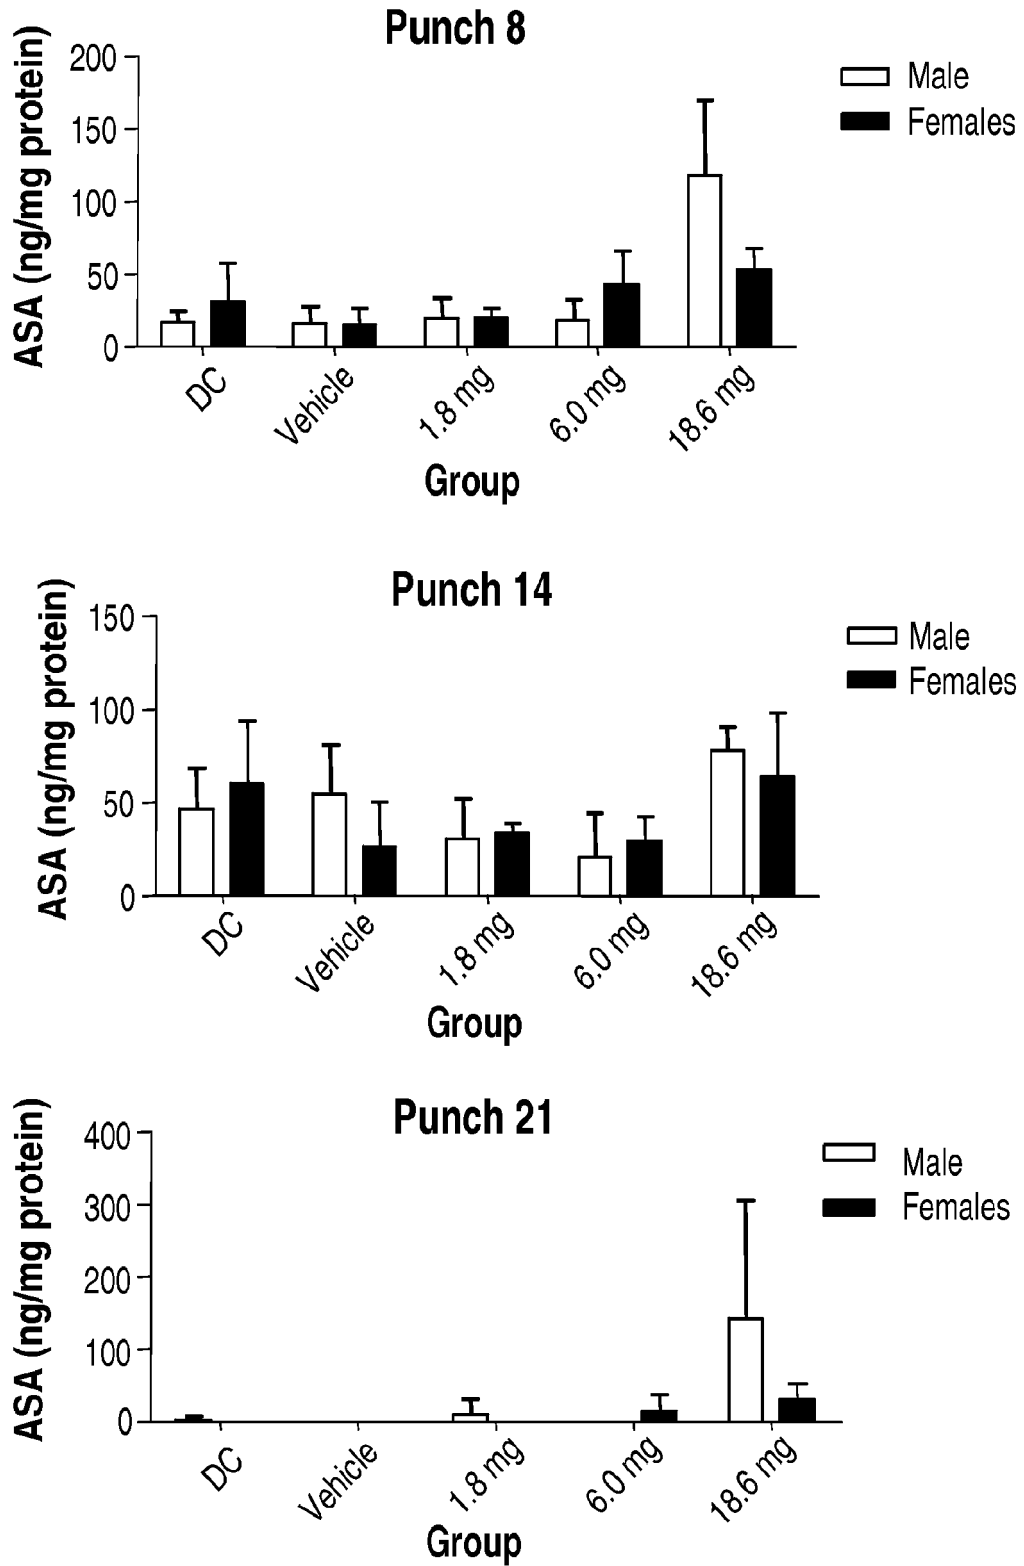 Punch 8
ASA (ng/mg protein)
200
150
100
50
0
Male
Females
DC
Vehicle
1.8 mg
6.0 mg
18.6 mg
Group
Punch 14
ASA (ng/mg protein)
150
100
50
0
Male
Females
DC
Vehicle
1.8 mg
6.0 mg
18.6 mg
Group
Punch 21
ASA (ng/mg protein)
400
300
200
100
0
Male
Females
DC
Vehicle
1.8 mg
6.0 mg
18.6 mg
Group